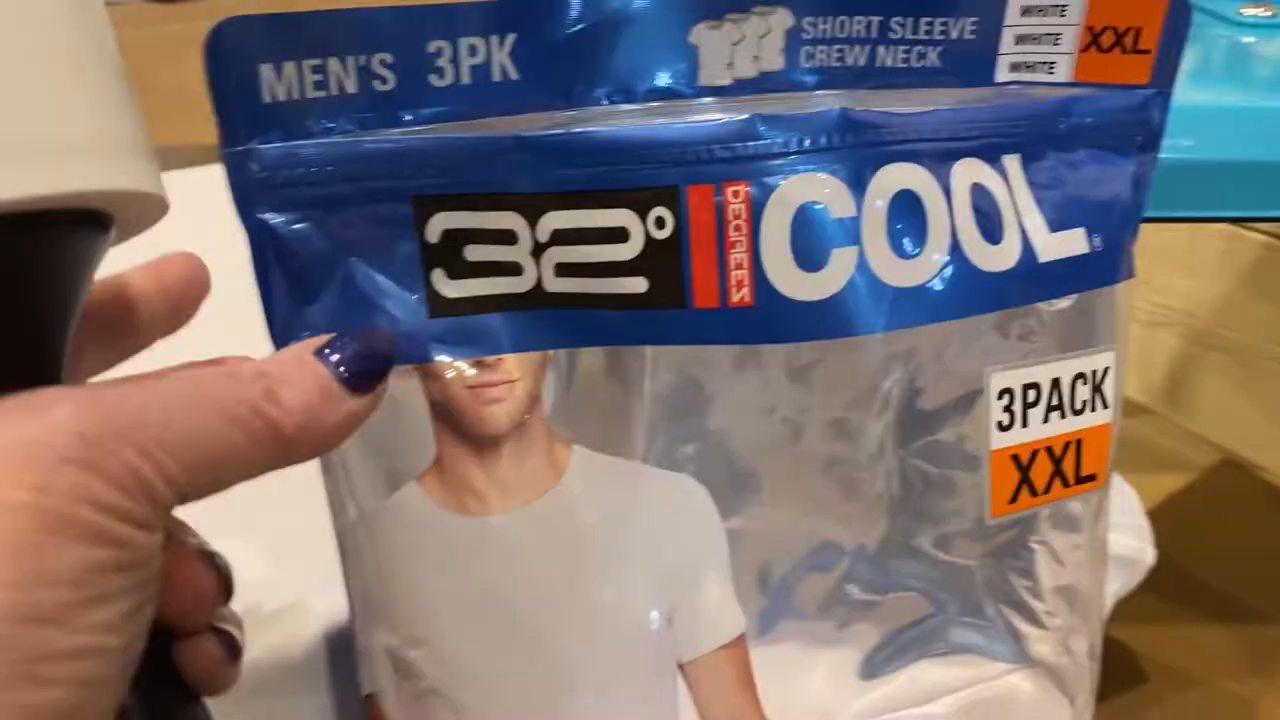 MEN'S 3PK
SHORT SLEEVE
CREW NECK
WHITE
WHITE
WHITE
XXL
32°
DEGREES
COOL®
3PACK
XXL